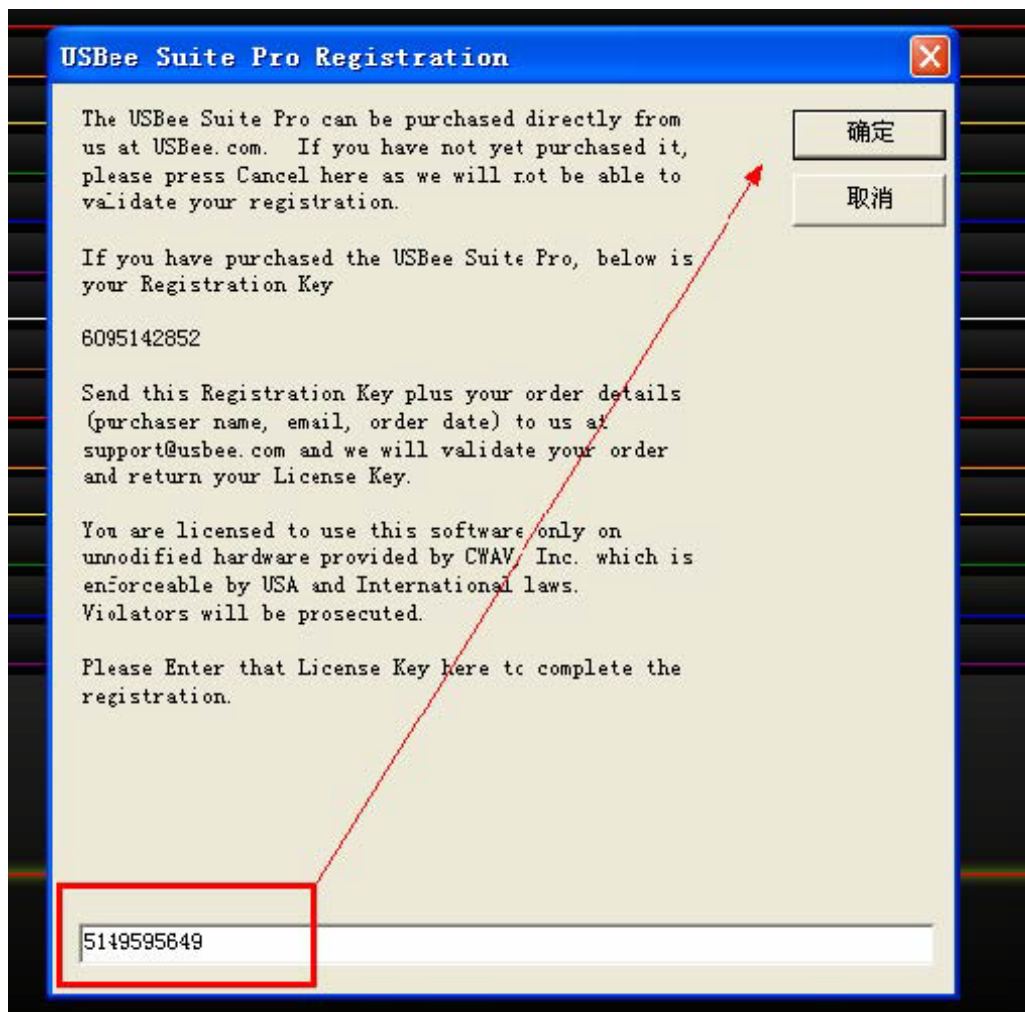 USBee Suite Pro Registration
The USBee Suite Pro can be purchased directly from
us at USBee.com. If you have not yet purchased it,
please press Cancel here as we will not be able to
validate your registration.
确定
取消
If you have purchased the USBee Suite Pro, below is
your Registration Key
6095142852
Send this Registration Key plus your order details
(purchaser name, email, order date) to us at
support@usbee.com and we will validate your order
and return your License Key.
You are licensed to use this software only on
unmodified hardware provided by CWAV, Inc. which is
enforceable by USA and International laws.
Violators will be prosecuted.
Please Enter that License Key here to complete the
registration.
5149595649